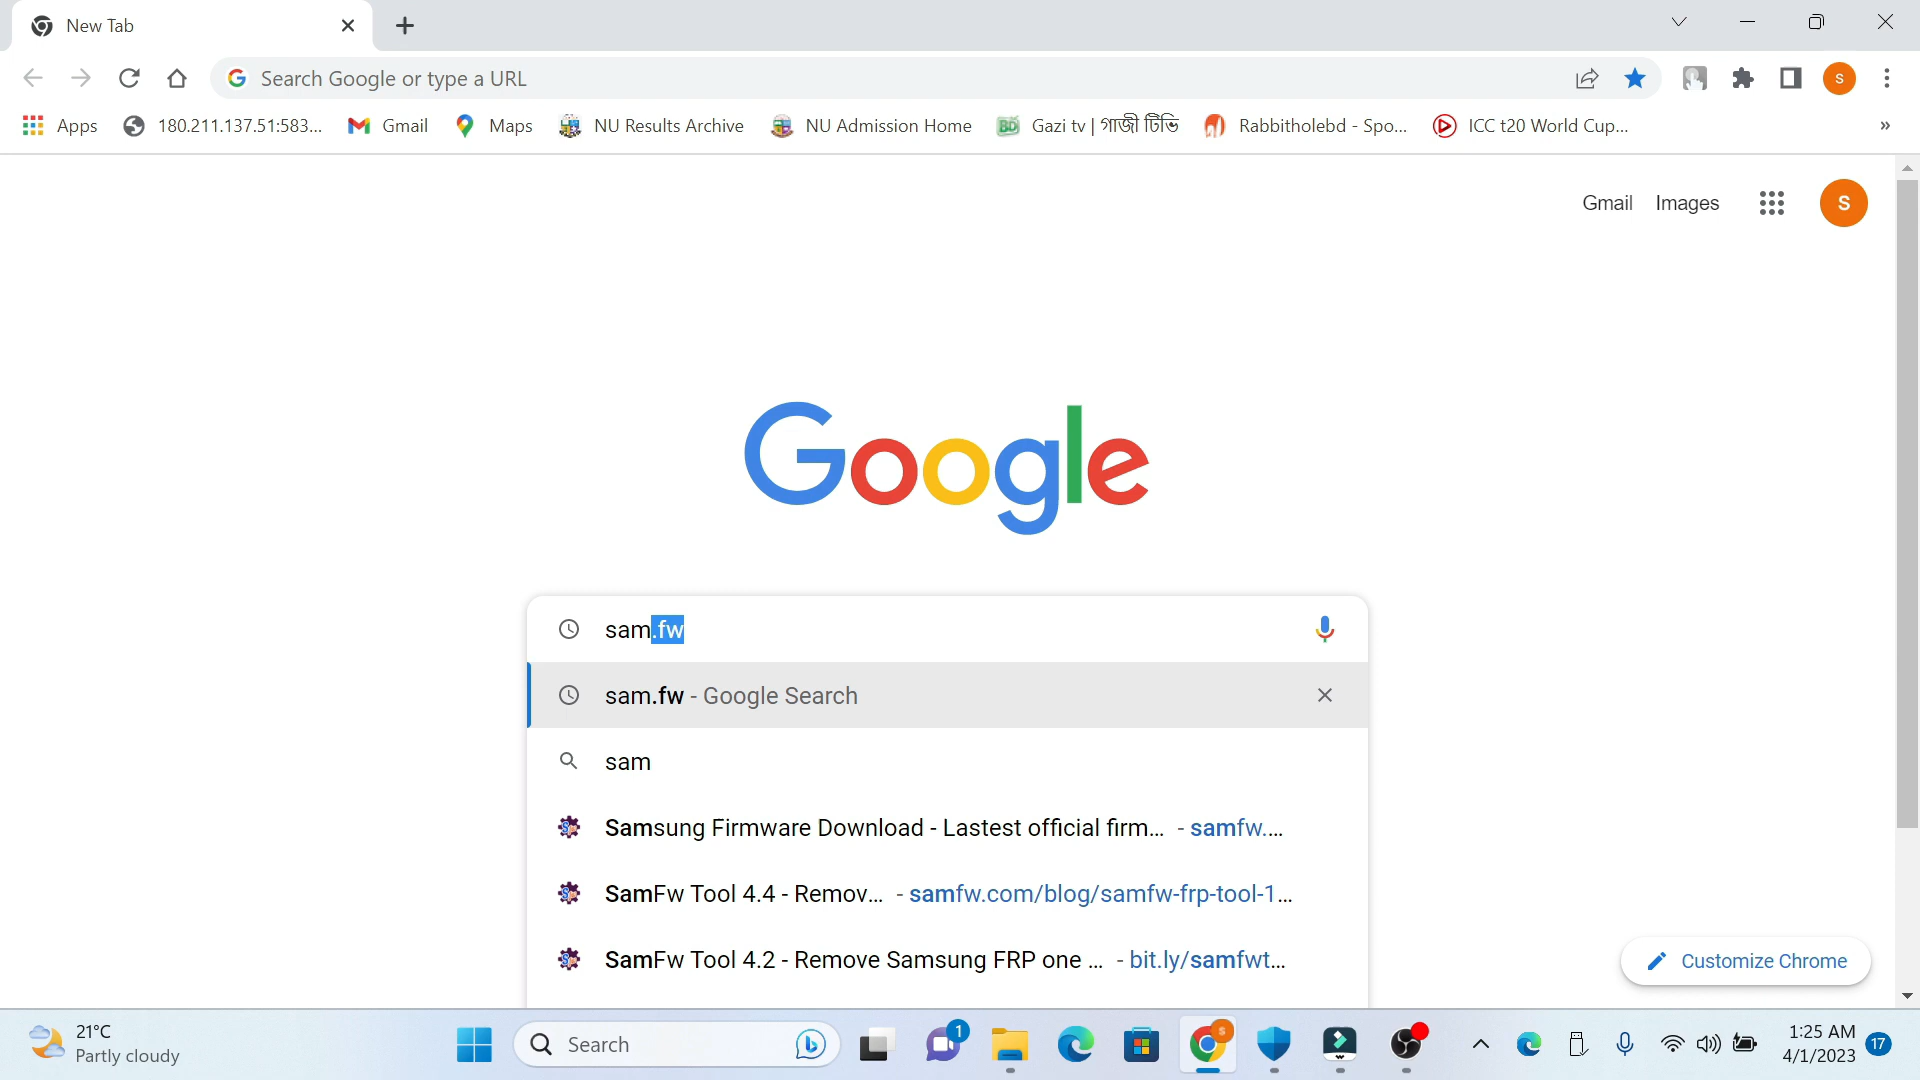 New Tab
Search Google or type a URL
S
Apps 180.211.137.51:583... Gmail Maps NU Results Archive NU Admission Home Gazi tv | গাজী টিভি Rabbitholebd - Spo... ICC t20 World Cup... »
Gmail Images S
Google
sam.fw
sam.fw - Google Search
sam
Samsung Firmware Download - Lastest official firm... - samfw....
SamFw Tool 4.4 - Remov... - samfw.com/blog/samfw-frp-tool-1...
SamFw Tool 4.2 - Remove Samsung FRP one ... - bit.ly/samfwt...
Customize Chrome
21°C
Partly cloudy
Search
1
S
1:25 AM
4/1/2023
17